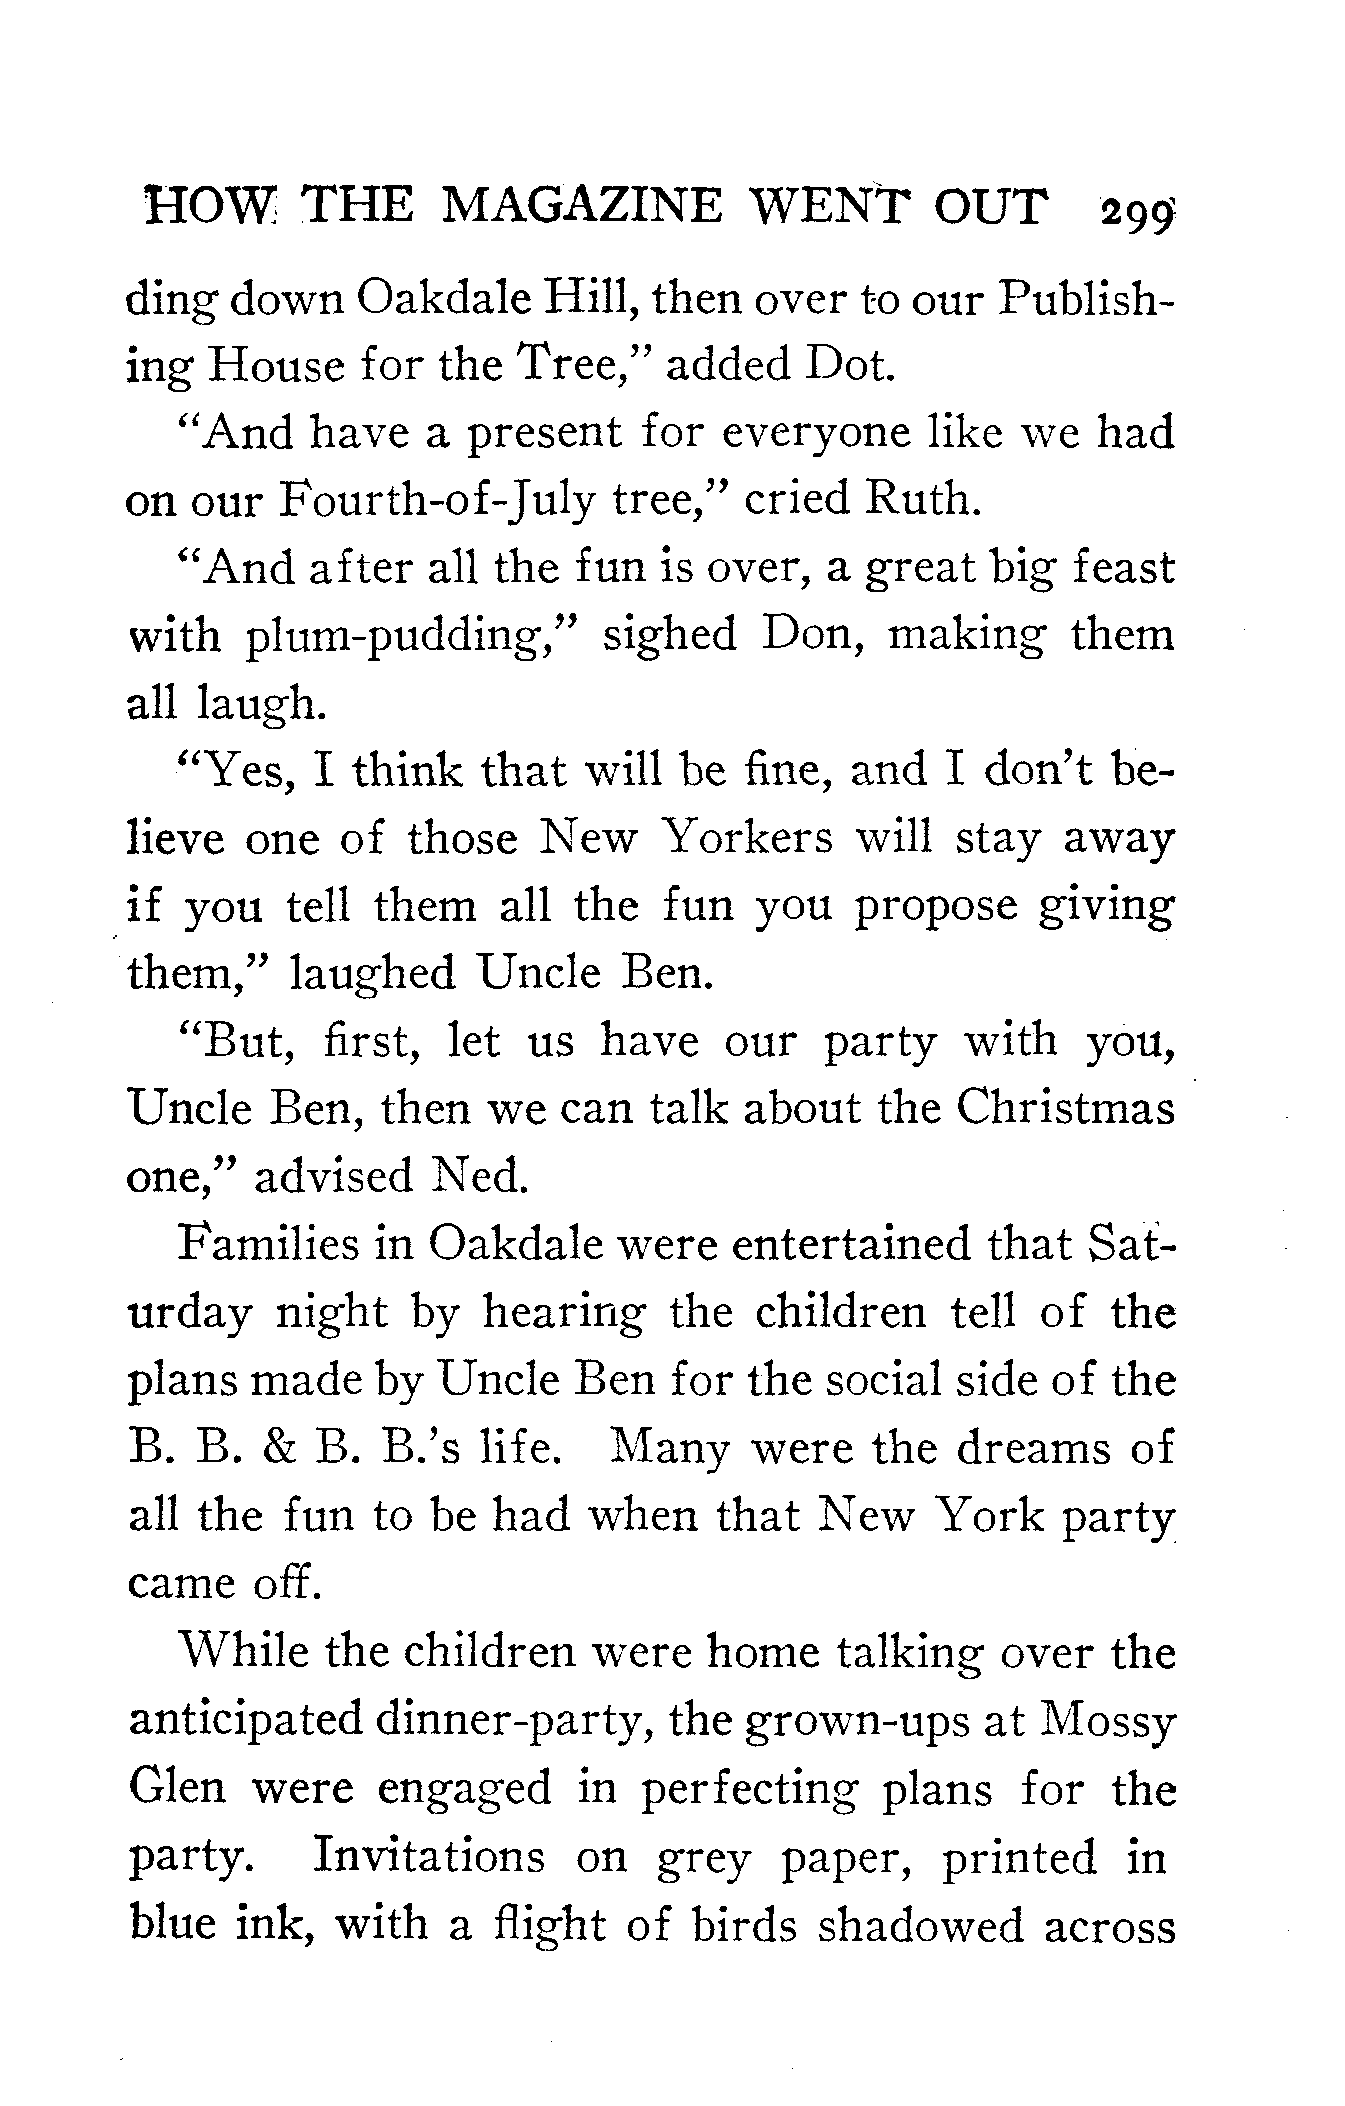 HOW THE MAGAZINE WENT OUT 299
ding down Oakdale Hill, then over to our Publish-
ing House for the Tree," added Dot.
"And have a present for everyone like we had
on our Fourth-of-July tree," cried Ruth.
"And after all the fun is over, a great big feast
with plum-pudding," sighed Don, making them
all laugh.
"Yes, I think that will be fine, and I don't be-
lieve one of those New Yorkers will stay away
if you tell them all the fun you propose giving
them," laughed Uncle Ben.
"But, first, let us have our party with you,
Uncle Ben, then we can talk about the Christmas
one," advised Ned.
Families in Oakdale were entertained that Sat-
urday night by hearing the children tell of the
plans made by Uncle Ben for the social side of the
B. B. & B. B.'s life. Many were the dreams of
all the fun to be had when that New York party
came off.
While the children were home talking over the
anticipated dinner-party, the grown-ups at Mossy
Glen were engaged in perfecting plans for the
party. Invitations on grey paper, printed in
blue ink, with a flight of birds shadowed across